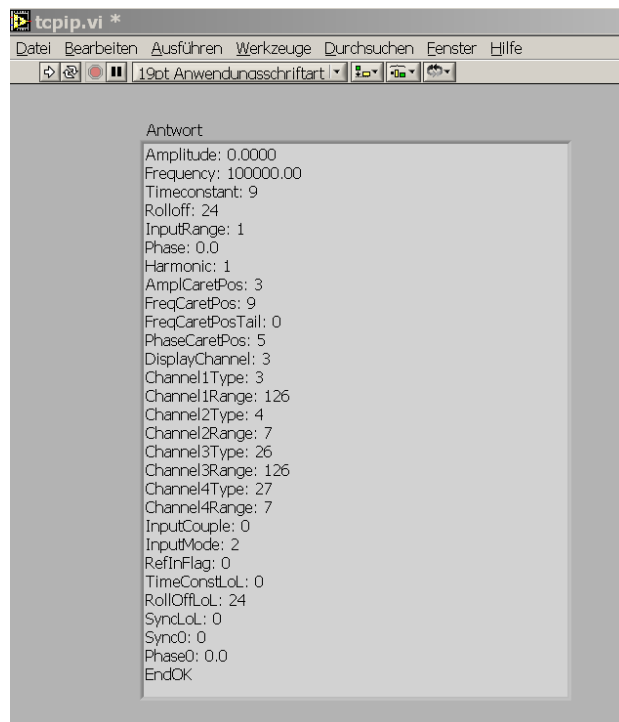 tcpip.vi *
Datei Bearbeiten Ausführen Werkzeuge Durchsuchen Fenster Hilfe
19pt Anwendungsschriftart
Antwort
Amplitude: 0.0000
Frequency: 100000.00
Timeconstant: 9
Rolloff: 24
InputRange: 1
Phase: 0.0
Harmonic: 1
AmplCaretPos: 3
FreqCaretPos: 9
FreqCaretPosTail: 0
PhaseCaretPos: 5
DisplayChannel: 3
Channel1Type: 3
Channel1Range: 126
Channel2Type: 4
Channel2Range: 7
Channel3Type: 26
Channel3Range: 126
Channel4Type: 27
Channel4Range: 7
InputCouple: 0
InputMode: 2
RefInFlag: 0
TimeConstLoL: 0
RollOffLoL: 24
SyncLoL: 0
Sync0: 0
Phase0: 0.0
EndOK